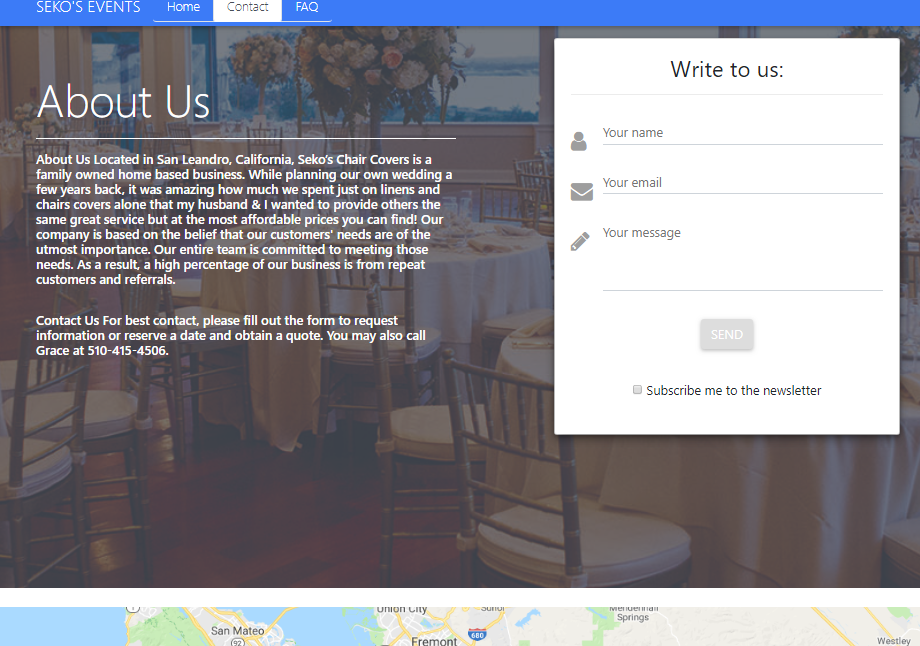 SEKO'S EVENTS
Home
Contact
FAQ
About Us
About Us Located in San Leandro, California, Seko's Chair Covers is a
family owned home based business. While planning our own wedding a
few years back, it was amazing how much we spent just on linens and
chairs covers alone that my husband & I wanted to provide others the
same great service but at the most affordable prices you can find! Our
company is based on the belief that our customers' needs are of the
utmost importance. Our entire team is committed to meeting those
needs. As a result, a high percentage of our business is from repeat
customers and referrals.
Contact Us For best contact, please fill out the form to request
information or reserve a date and obtain a quote. You may also call
Grace at 510-415-4506.
Write to us:
Your name
Your email
Your message
SEND
Subscribe me to the newsletter
Union City
Sunol
Mendenhall
Springs
San Mateo
92
680
Fremont
Westley